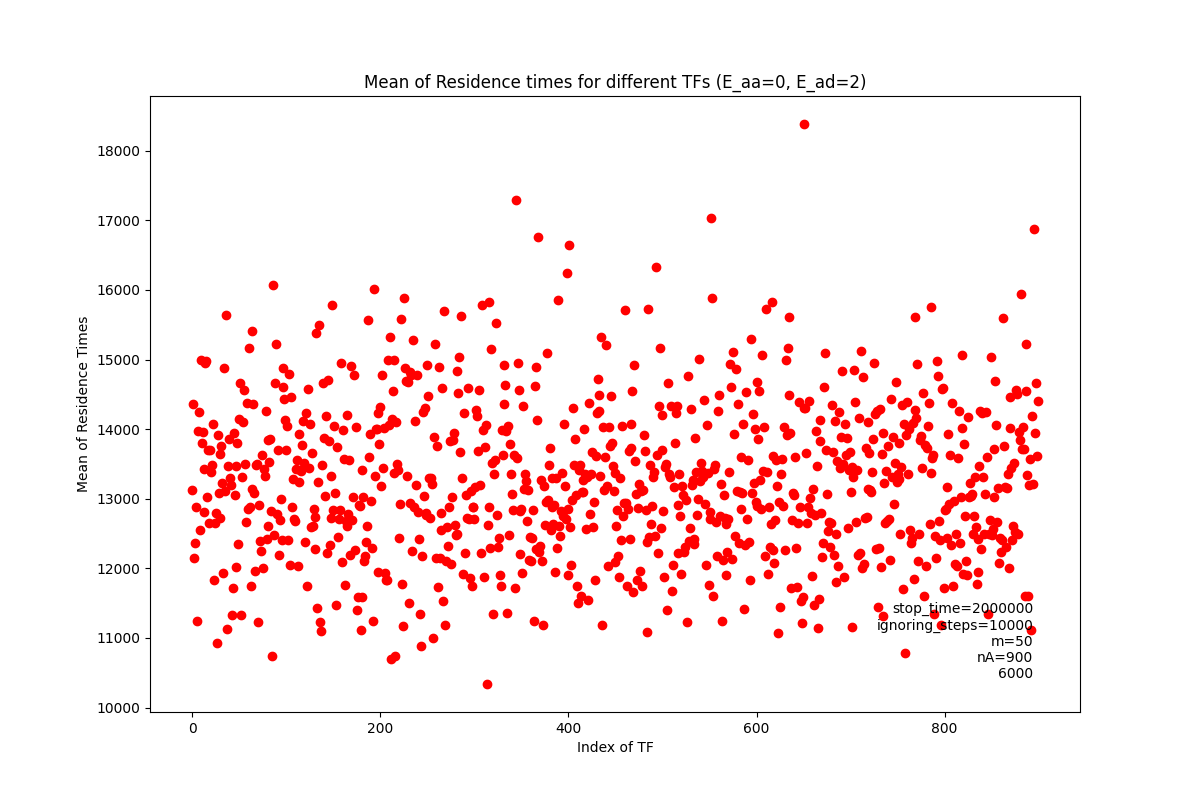 Mean of Residence times for different TFs (E_aa=0, E_ad=2)
18000
17000
16000
15000
14000
13000
12000
11000
10000
Mean of Residence Times
stop_time=2000000
ignoring_steps=10000
m=50
nA=900
6000
0 200 400 600 800
Index of TF